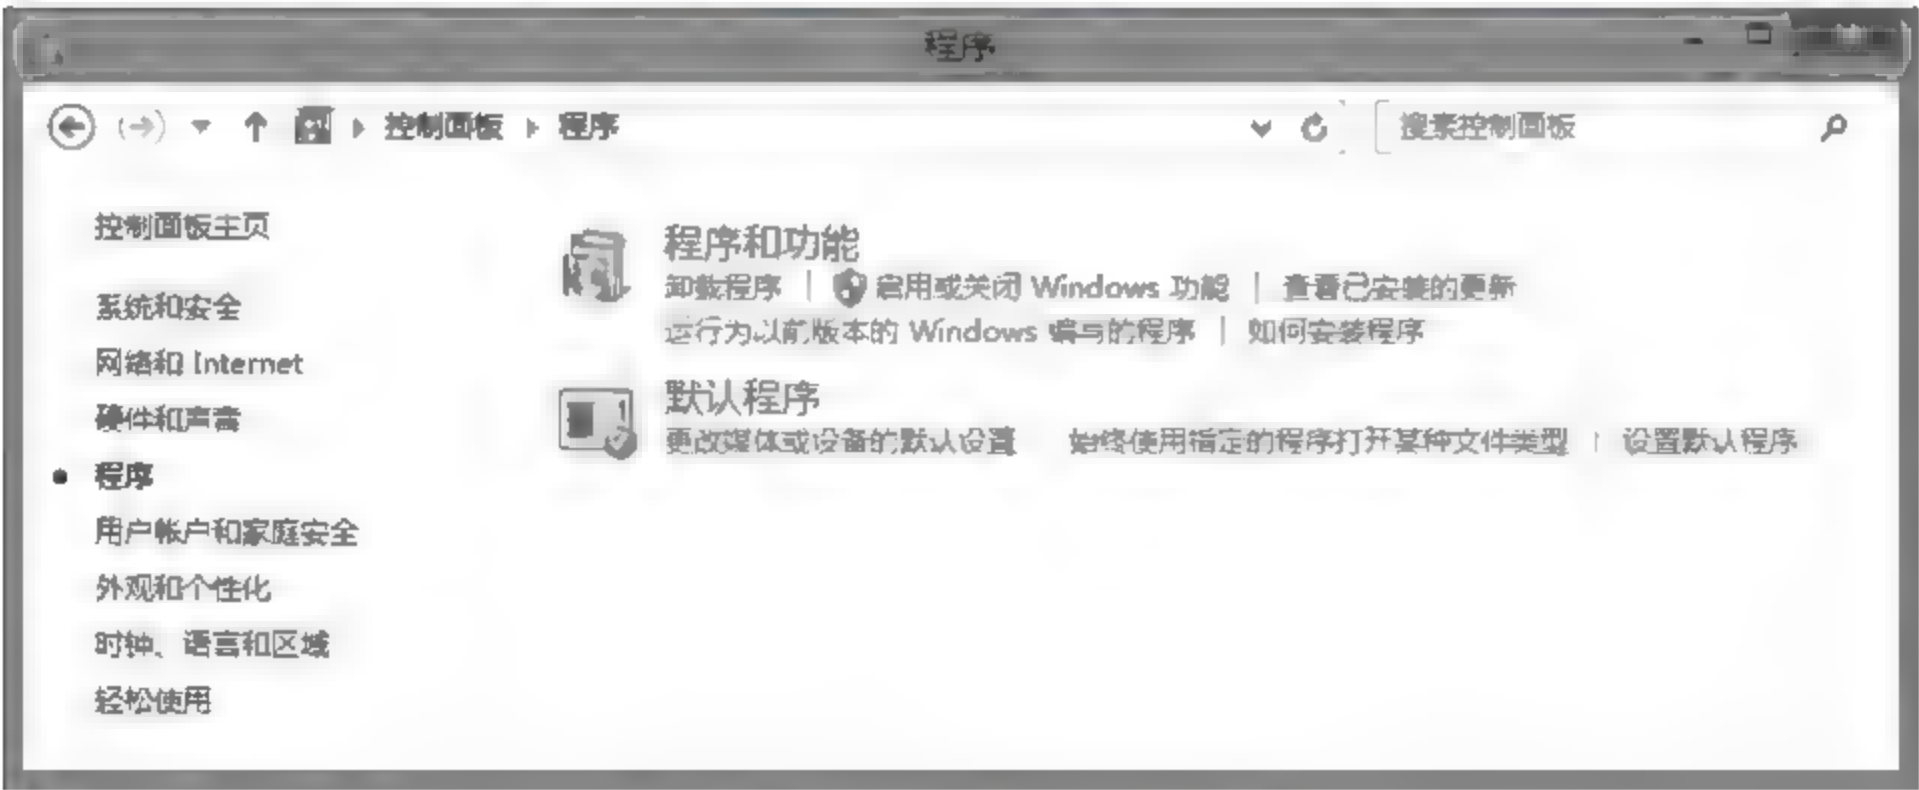 程序
控制面板 程序
搜索控制面板
控制面板主页
系统和安全
网络和 Internet
硬件和声音
程序
用户帐户和家庭安全
外观和个性化
时钟、语言和区域
轻松使用
程序和功能
卸载程序 | 启用或关闭 Windows 功能 | 查看已安装的更新
运行为以前版本的 Windows 编写的程序 | 如何安装程序
默认程序
更改媒体或设备的默认设置 始终使用指定的程序打开某种文件类型 | 设置默认程序